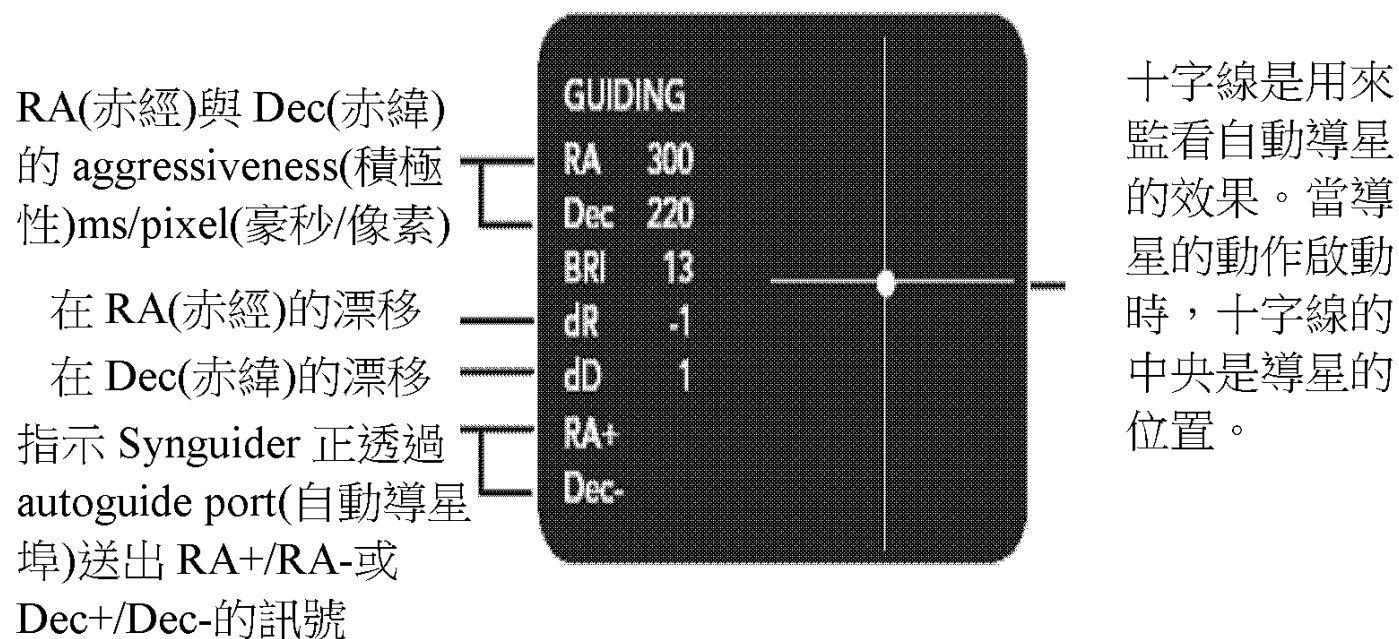 RA(赤經)與 Dec(赤緯)
的 aggressiveness(積極
性)ms/pixel(豪秒/像素)
在 RA(赤經)的漂移
在 Dec(赤緯)的漂移
指示 Synguider 正透過
autoguide port(自動導星
埠)送出 RA+/RA-或
Dec+/Dec-的訊號
GUIDING
RA 300
Dec 220
BRI 13
dR -1
dD 1
RA+
Dec-
十字線是用來
監看自動導星
的效果。當導
星的動作啟動
時，十字線的
中央是導星的
位置。